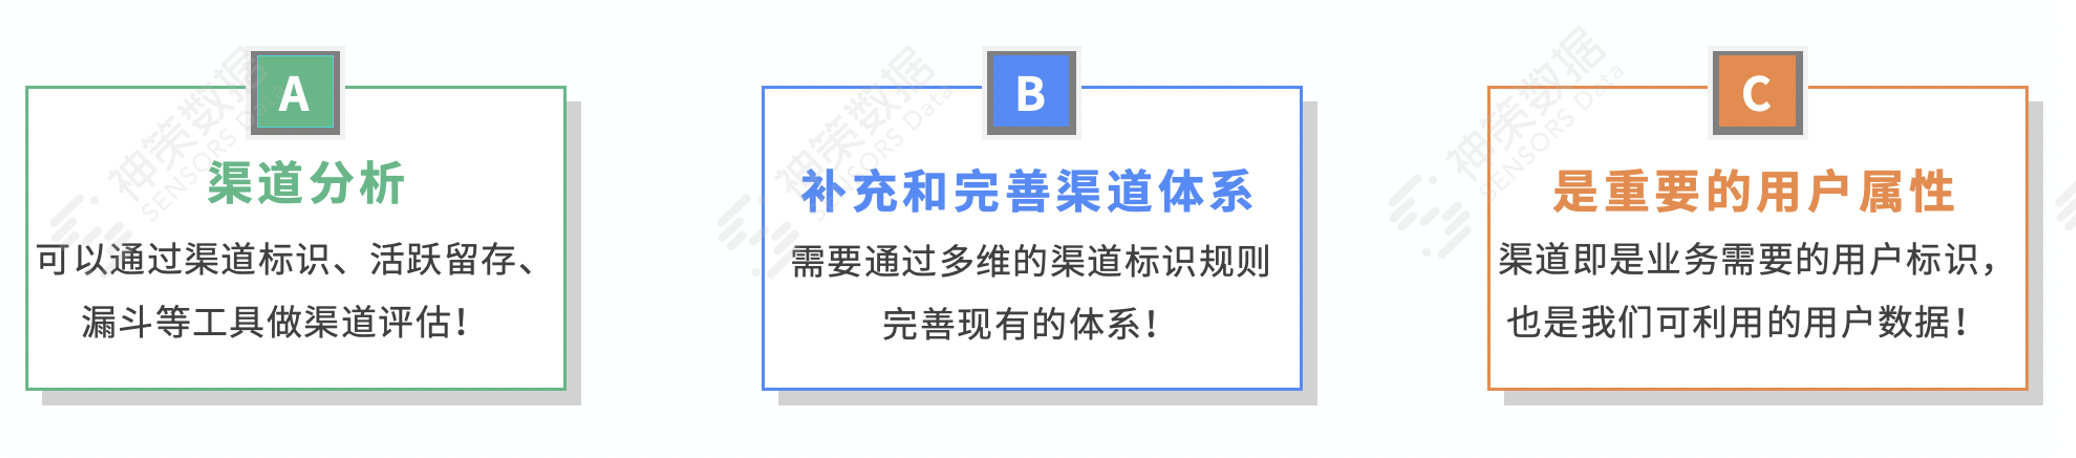 A
渠道分析
可以通过渠道标识、活跃留存、
漏斗等工具做渠道评估！
B
补充和完善渠道体系
需要通过多维的渠道标识规则
完善现有的体系！
C
是重要的用户属性
渠道即是业务需要的用户标识，
也是我们可利用的用户数据！
神策数据
SENSORS Data
神策数据
SENSORS Data
神策数据
SENSORS Data